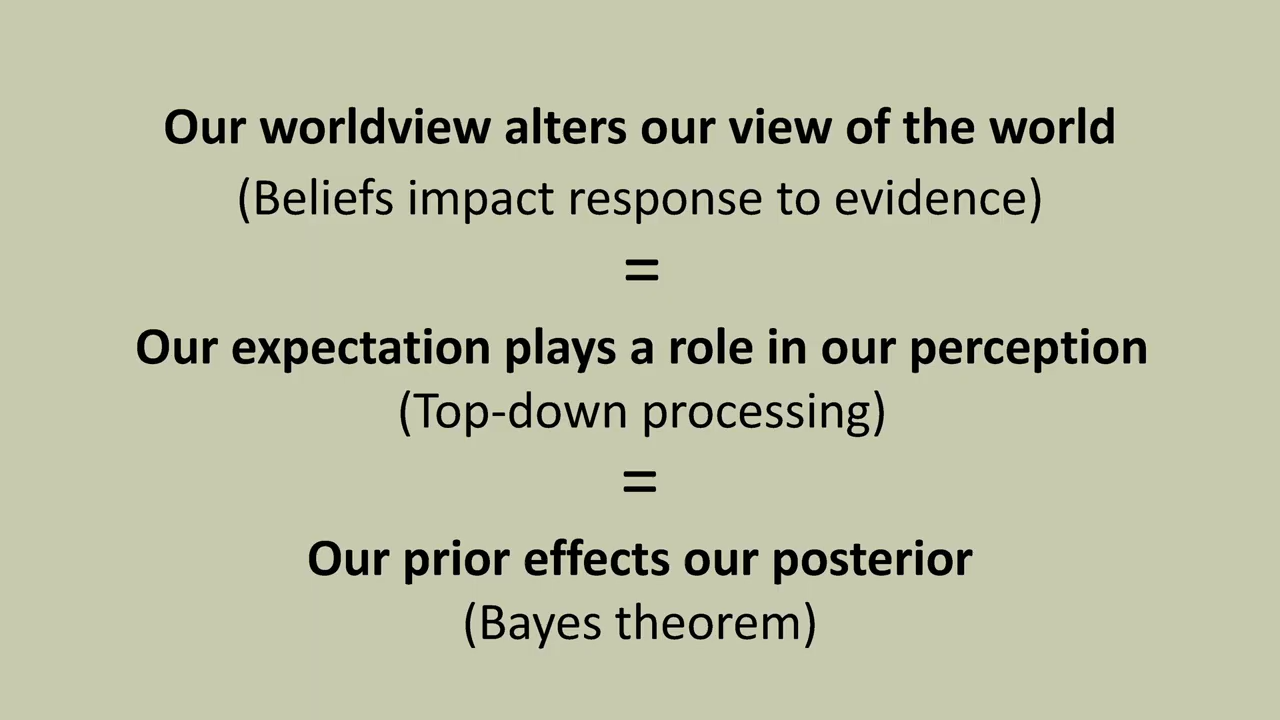 Our worldview alters our view of the world
(Beliefs impact response to evidence)
=
Our expectation plays a role in our perception
(Top-down processing)
=
Our prior effects our posterior
(Bayes theorem)